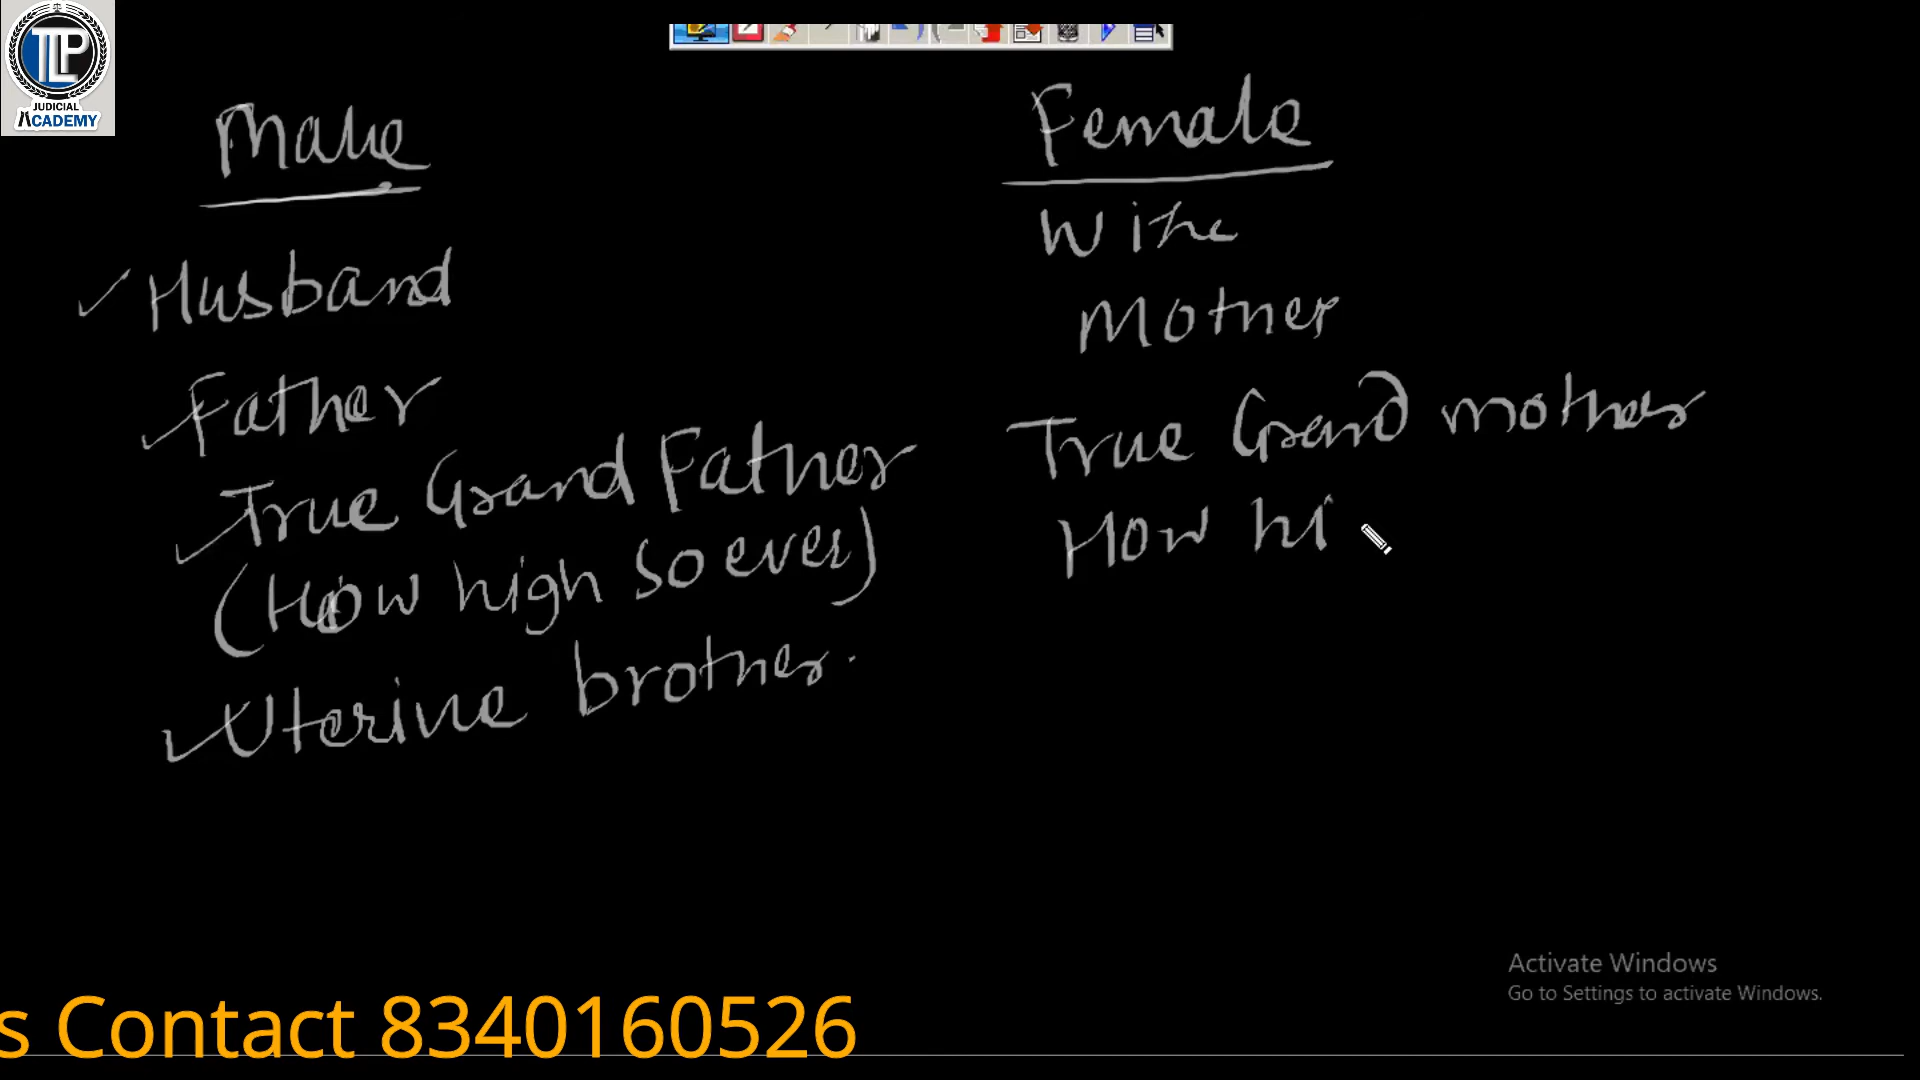 TLP
JUDICIAL
ACADEMY
Male
Husband
Father
True Grand Father
(How high so ever)
Uterine brother.
Female
Wife
Mother
True Grand mother
How hi
Activate Windows
Go to Settings to activate Windows.
s Contact 8340160526